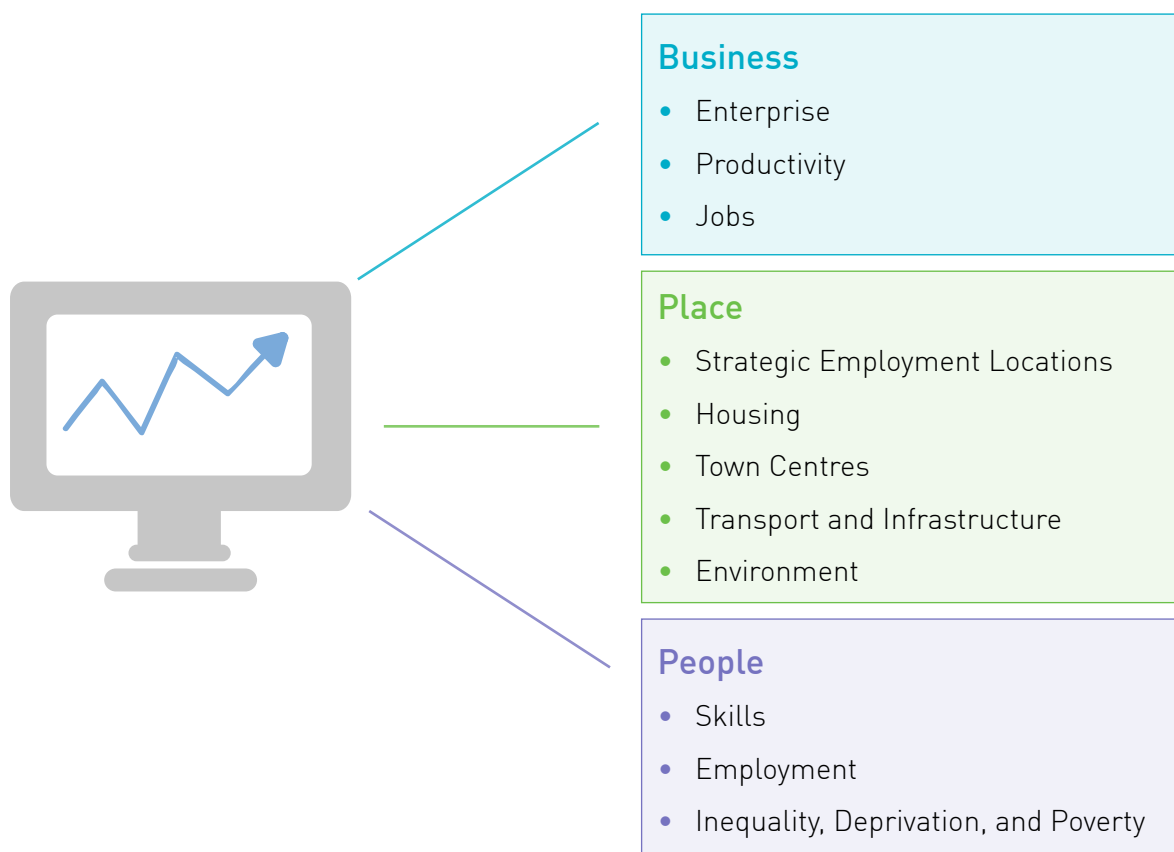 Business
• Enterprise
• Productivity
• Jobs
Place
• Strategic Employment Locations
• Housing
• Town Centres
• Transport and Infrastructure
• Environment
People
• Skills
• Employment
• Inequality, Deprivation, and Poverty